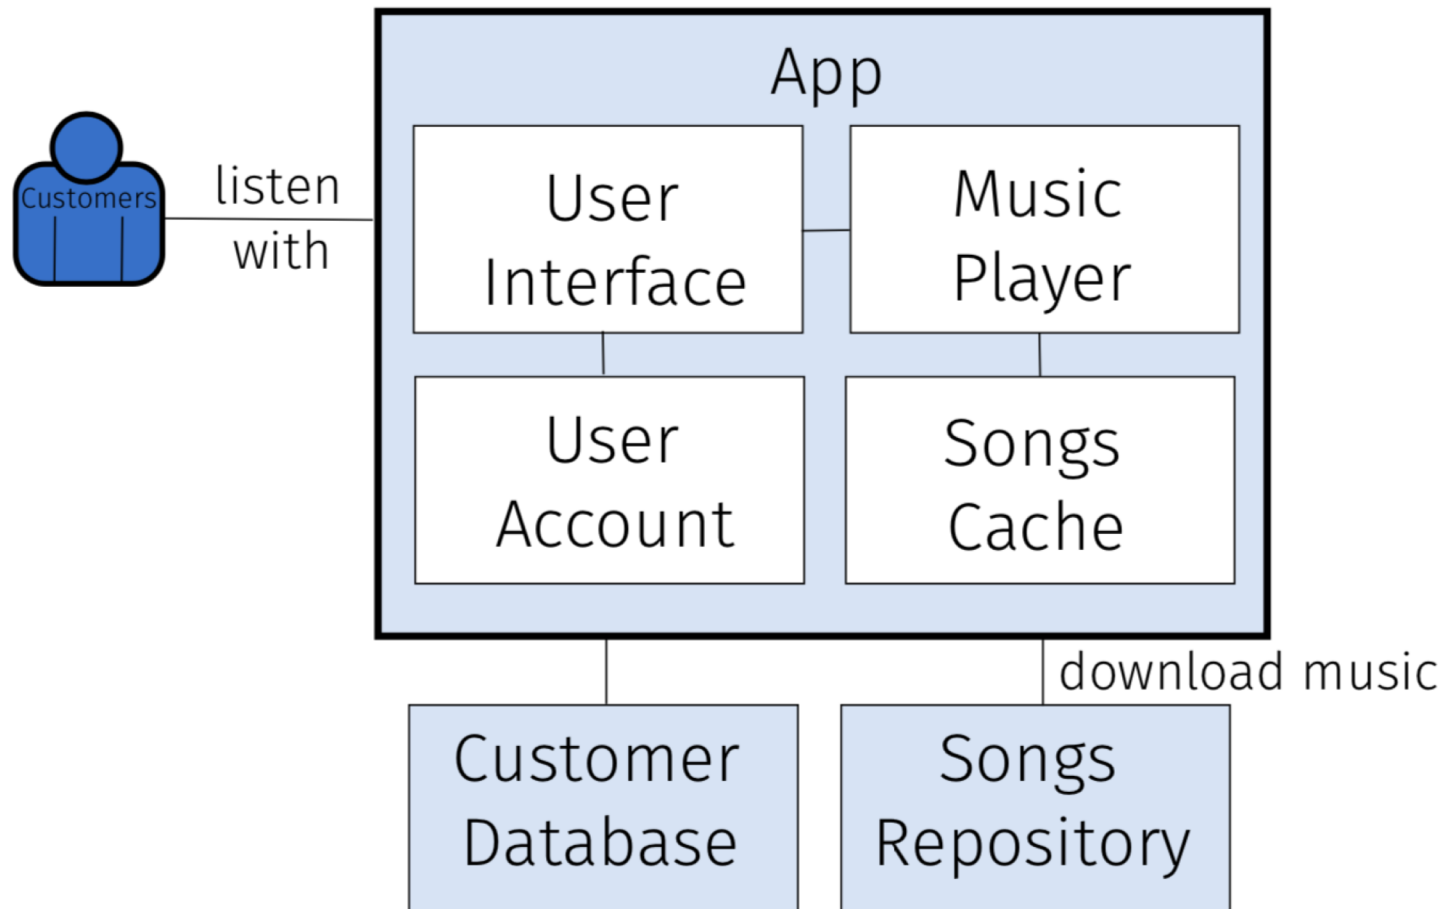 App
Customers
listen
with
User
Interface
Music
Player
User
Account
Songs
Cache
download music
Customer
Database
Songs
Repository